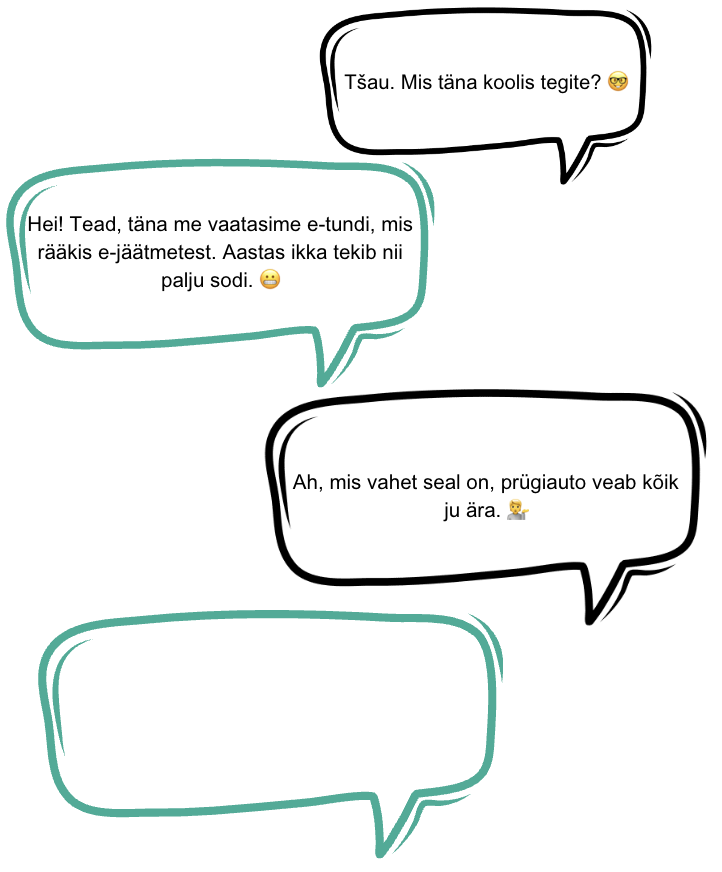 Tšau. Mis täna koolis tegite? 🤓
Hei! Tead, täna me vaatasime e-tundi, mis
rääkis e-jäätmetest. Aastas ikka tekib nii
palju sodi. 😬
Ah, mis vahet seal on, prügiauto veab kõik
ju ära. 💁